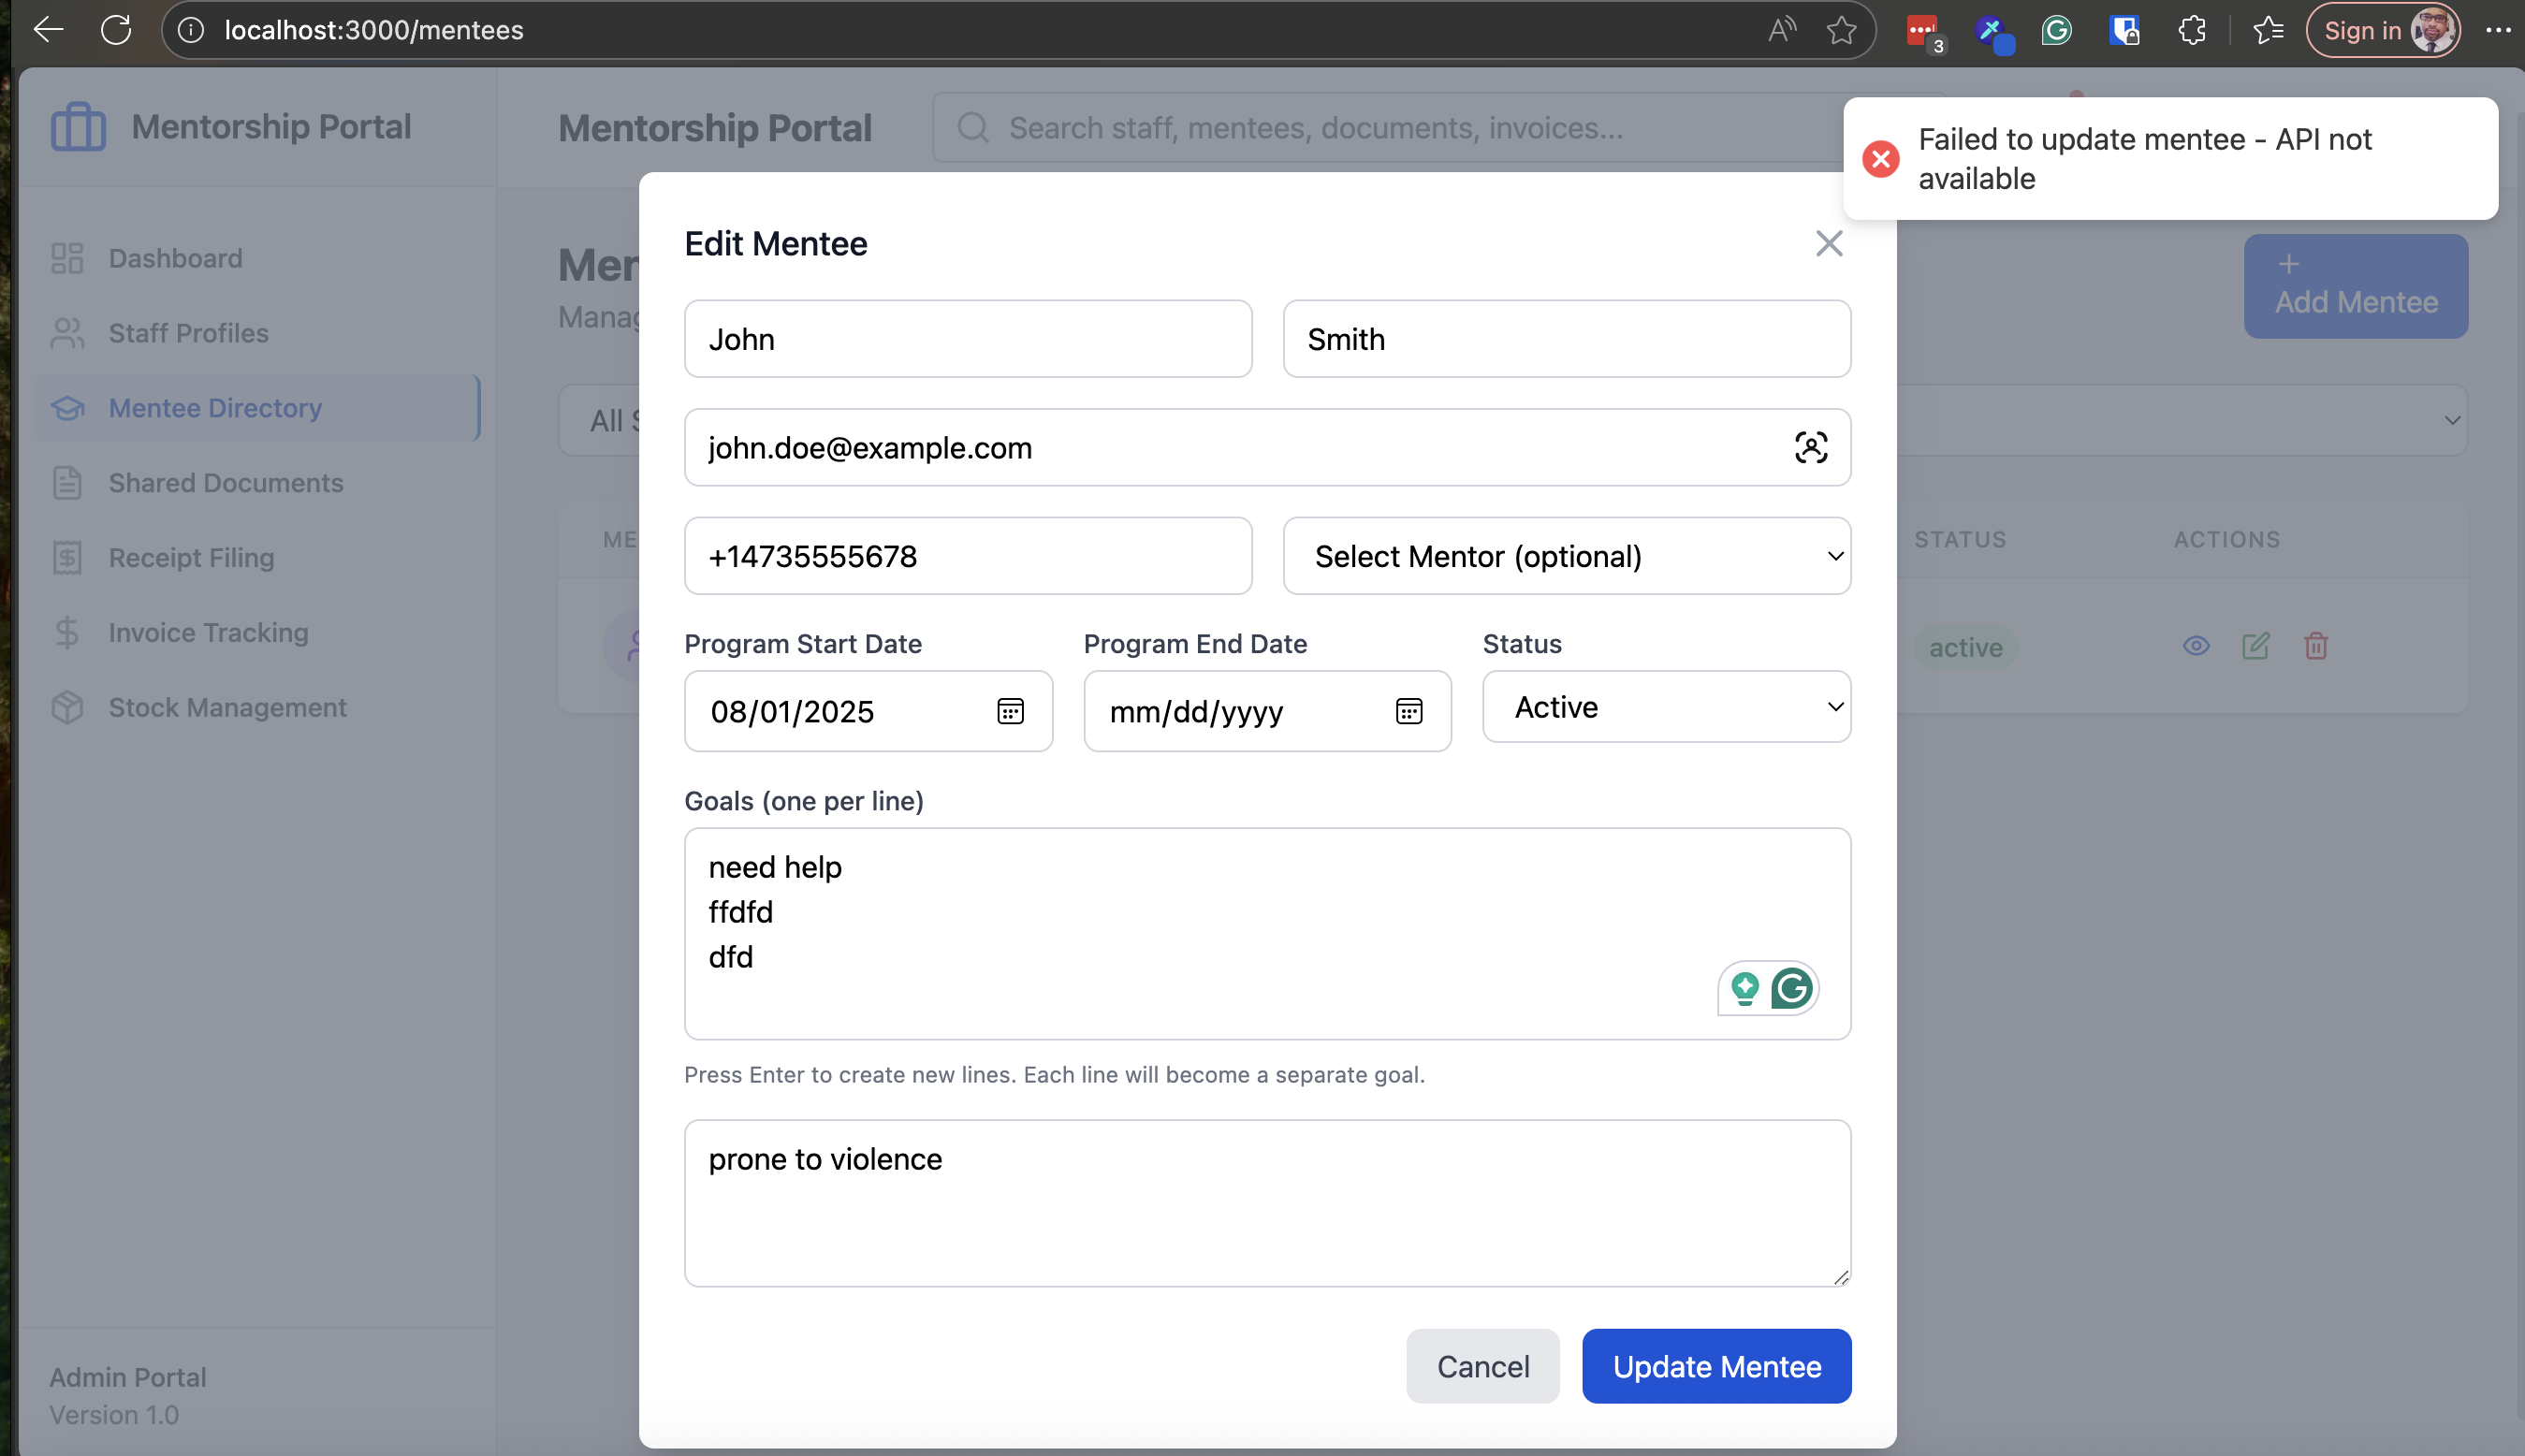 localhost:3000/mentees
3
Sign in
Mentorship Portal
Mentorship Portal
Search staff, mentees, documents, invoices...
Failed to update mentee - API not
available
Dashboard
Staff Profiles
Mentee Directory
Shared Documents
Receipt Filing
Invoice Tracking
Stock Management
Admin Portal
Version 1.0
Add Mentee
STATUS
ACTIONS
active
Edit Mentee
John
Smith
john.doe@example.com
+14735555678
Select Mentor (optional)
Program Start Date
Program End Date
Status
08/01/2025
mm/dd/yyyy
Active
Goals (one per line)
need help
ffdfd
dfd
Press Enter to create new lines. Each line will become a separate goal.
prone to violence
Cancel
Update Mentee